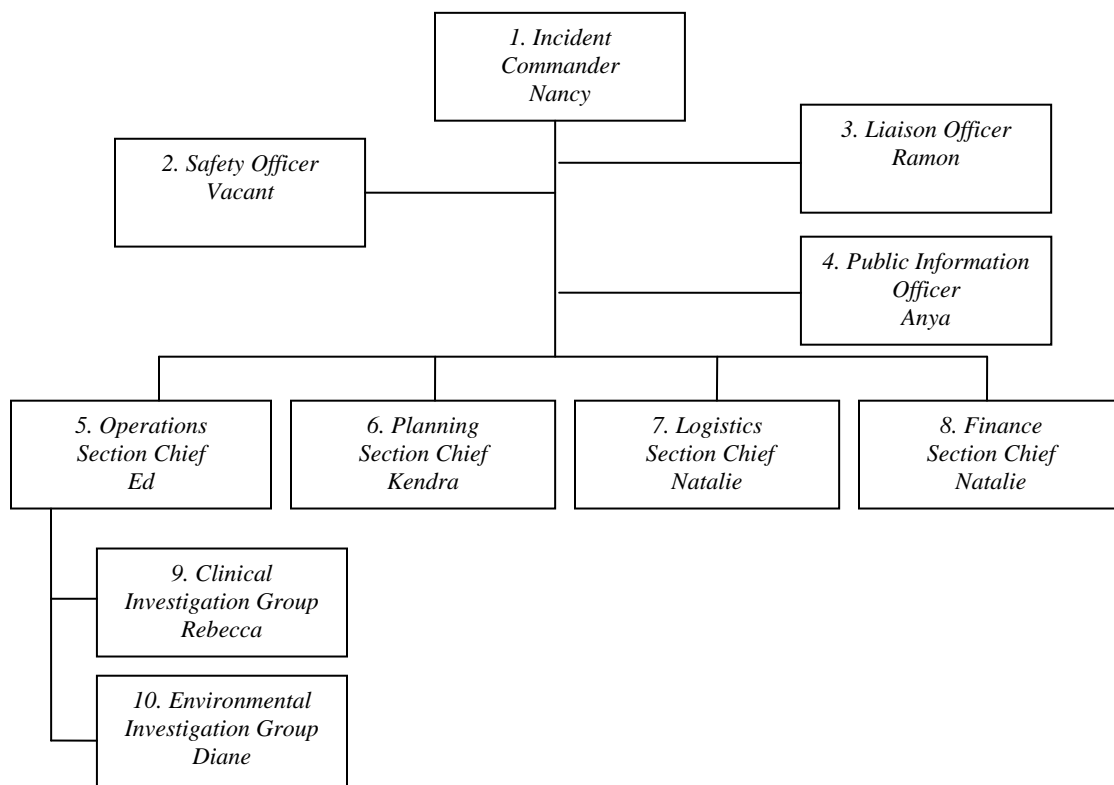 1. Incident
Commander
Nancy
2. Safety Officer
Vacant
3. Liaison Officer
Ramon
4. Public Information
Officer
Anya
5. Operations
Section Chief
Ed
6. Planning
Section Chief
Kendra
7. Logistics
Section Chief
Natalie
8. Finance
Section Chief
Natalie
9. Clinical
Investigation Group
Rebecca
10. Environmental
Investigation Group
Diane